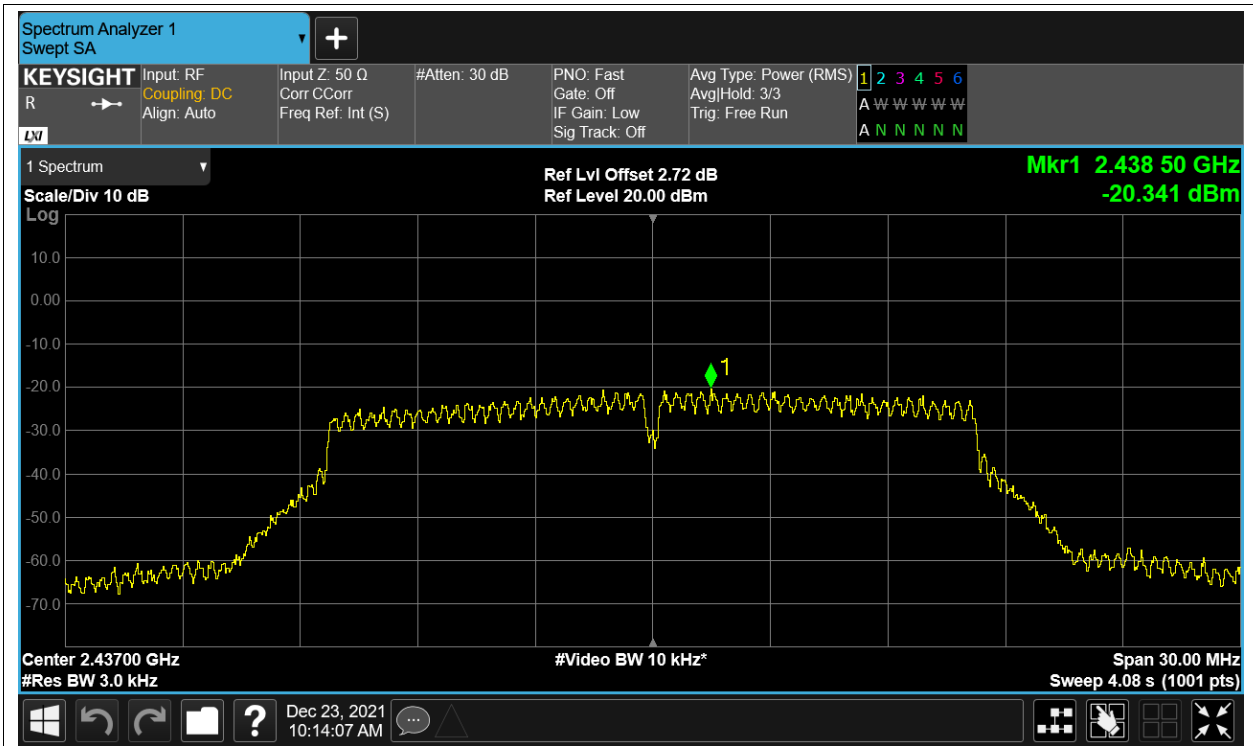 Spectrum Analyzer 1
Swept SA
KEYSIGHT
R
LXI
Input: RF
Coupling: DC
Align: Auto
Input Z: 50 Ω
Corr CCorr
Freq Ref: Int (S)
#Atten: 30 dB
PNO: Fast
Gate: Off
IF Gain: Low
Sig Track: Off
Avg Type: Power (RMS)
Avg|Hold: 3/3
Trig: Free Run
1 2 3 4 5 6
A W W W W W
A N N N N N
1 Spectrum
Scale/Div 10 dB
Log
Ref Lvl Offset 2.72 dB
Ref Level 20.00 dBm
Mkr1 2.438 50 GHz
-20.341 dBm
10.0
0.00
-10.0
-20.0
-30.0
-40.0
-50.0
-60.0
-70.0
1
Center 2.43700 GHz
#Res BW 3.0 kHz
#Video BW 10 kHz*
Span 30.00 MHz
Sweep 4.08 s (1001 pts)
?
Dec 23, 2021
10:14:07 AM